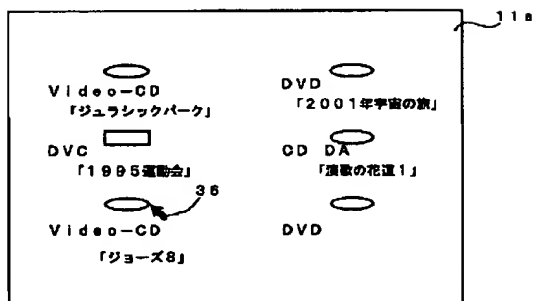 11a
Video-CD
「ジュラシックパーク」
DVD
「2001年宇宙の旅」
DVC
「1995運動会」
CD DA
「演歌の花道1」
36
Video-CD
「ジョーズ8」
DVD